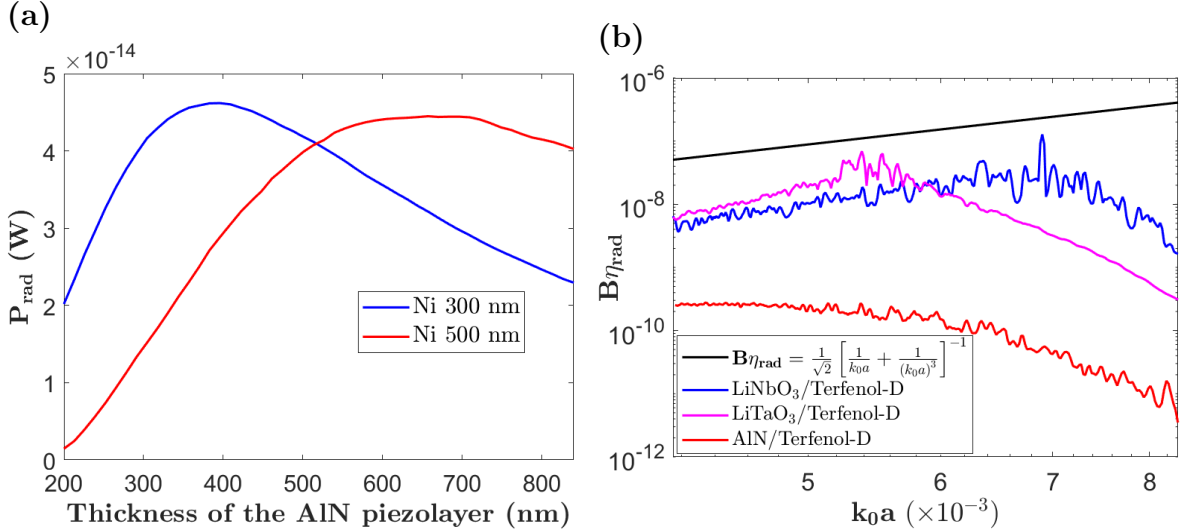 (a)
×10⁻¹⁴
5
4
3
2
1
0
200 300 400 500 600 700 800
P_rad (W)
Thickness of the AlN piezolayer (nm)
Ni 300 nm
Ni 500 nm
(b)
10⁻⁶
10⁻⁸
10⁻¹⁰
10⁻¹²
5 6 7 8
Bη_rad
k₀a (×10⁻³)
Bη_rad = 1/√2 [1/(k₀a) + 1/(k₀a)³]⁻¹
LiNbO₃/Terfenol-D
LiTaO₃/Terfenol-D
AlN/Terfenol-D